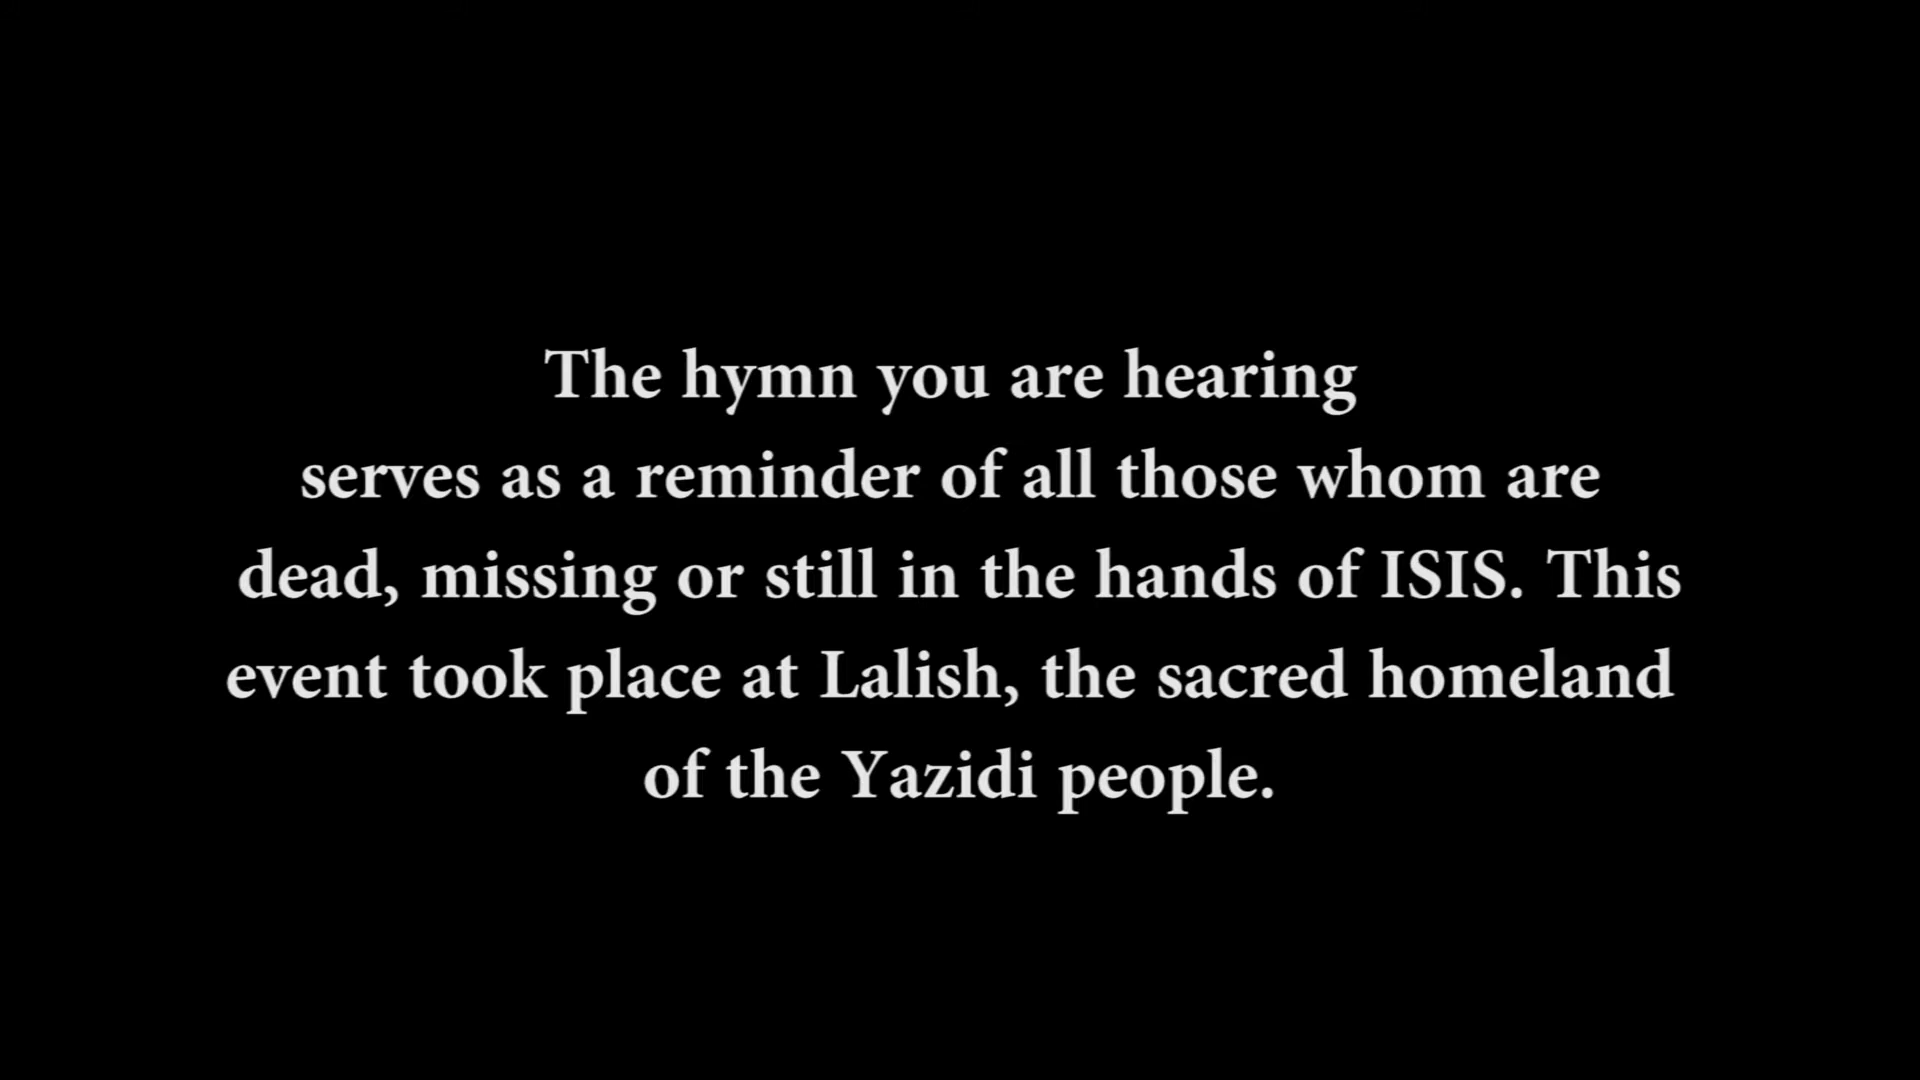 The hymn you are hearing
serves as a reminder of all those whom are
dead, missing or still in the hands of ISIS. This
event took place at Lalish, the sacred homeland
of the Yazidi people.